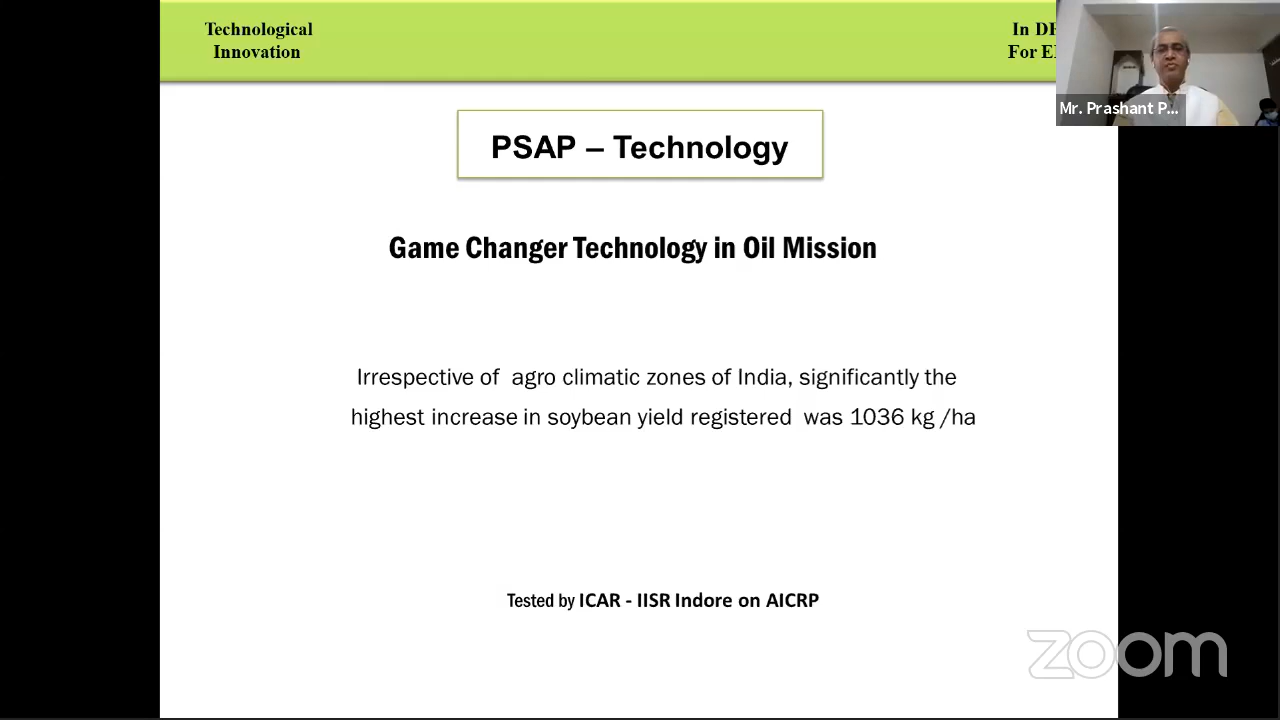 Technological
Innovation
In
For
Mr. Prashant P...
PSAP – Technology
Game Changer Technology in Oil Mission
Irrespective of agro climatic zones of India, significantly the
highest increase in soybean yield registered was 1036 kg /ha
Tested by ICAR - IISR Indore on AICRP
zoom